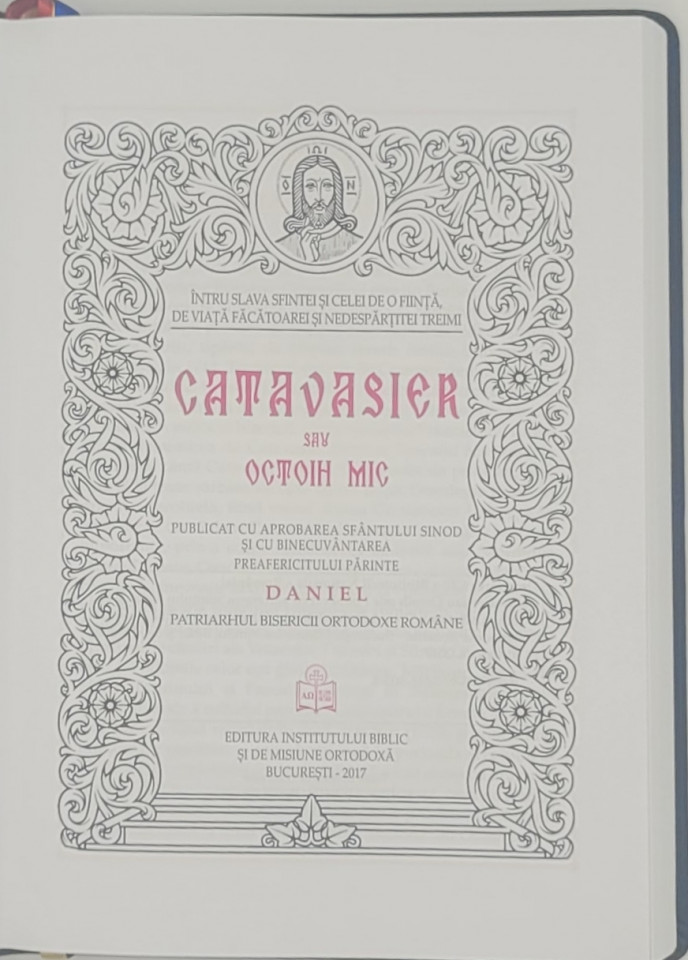 ΙΩΙ
Ο Ν
ÎNTRU SLAVA SFINTEI ȘI CELEI DE O FIINȚĂ,
DE VIAȚĂ FĂCĂTOAREI ȘI NEDESPĂRȚITEI TREIMI
CATAVASIER
SAU
OCTOIH MIC
PUBLICAT CU APROBAREA SFÂNTULUI SINOD
ȘI CU BINECUVÂNTAREA
PREAFERICITULUI PĂRINTE
DANIEL
PATRIARHUL BISERICII ORTODOXE ROMÂNE
AD
EDITURA INSTITUTULUI BIBLIC
ȘI DE MISIUNE ORTODOXĂ
BUCUREȘTI - 2017